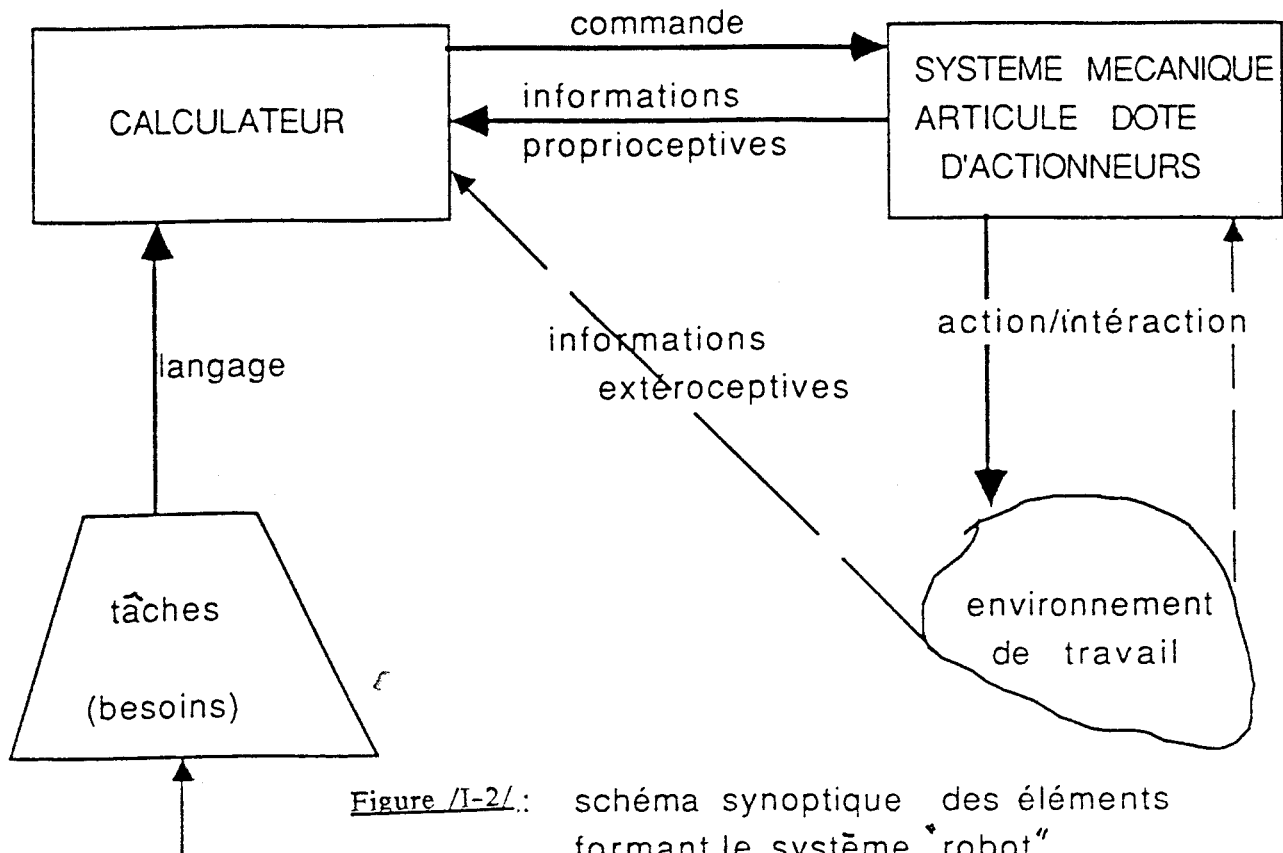 commande
CALCULATEUR
informations
proprioceptives
SYSTEME MECANIQUE
ARTICULE DOTE
D'ACTIONNEURS
langage
informations
extéroceptives
action/intéraction
tâches
(besoins)
environnement
de travail
Figure /I-2/: schéma synoptique des éléments
formant le système "robot"